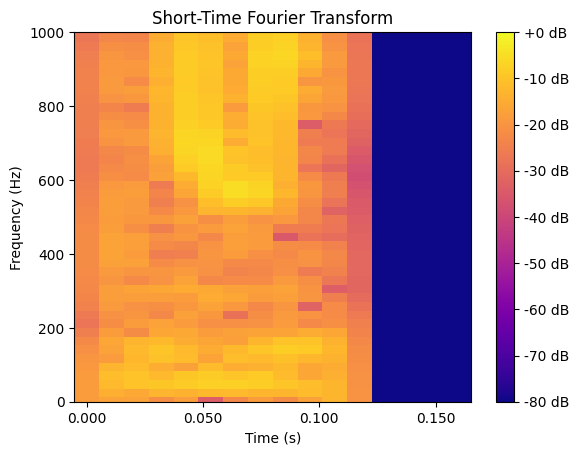 Short-Time Fourier Transform
Frequency (Hz)
1000
800
600
400
200
0
0.000
0.050
0.100
0.150
Time (s)
+0 dB
-10 dB
-20 dB
-30 dB
-40 dB
-50 dB
-60 dB
-70 dB
-80 dB